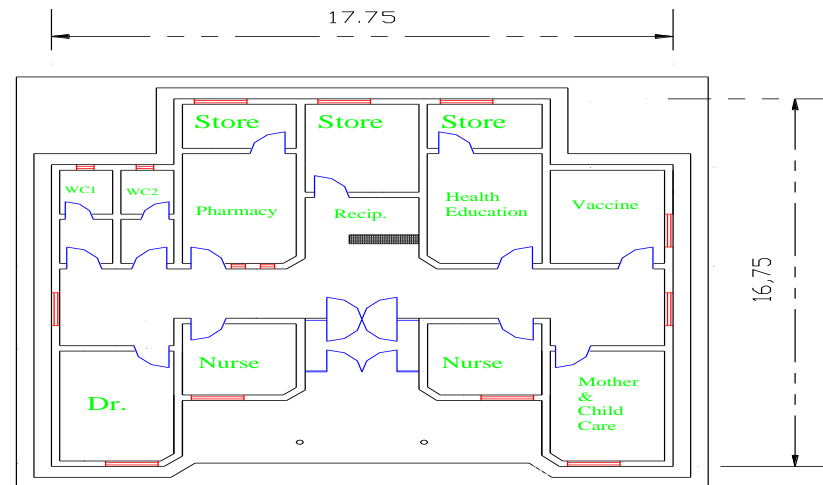 17.75
Store
Store
Store
WC1
WC2
Pharmacy
Recip.
Health
Education
Vaccine
16,75
Nurse
Nurse
Dr.
Mother
&
Child
Care